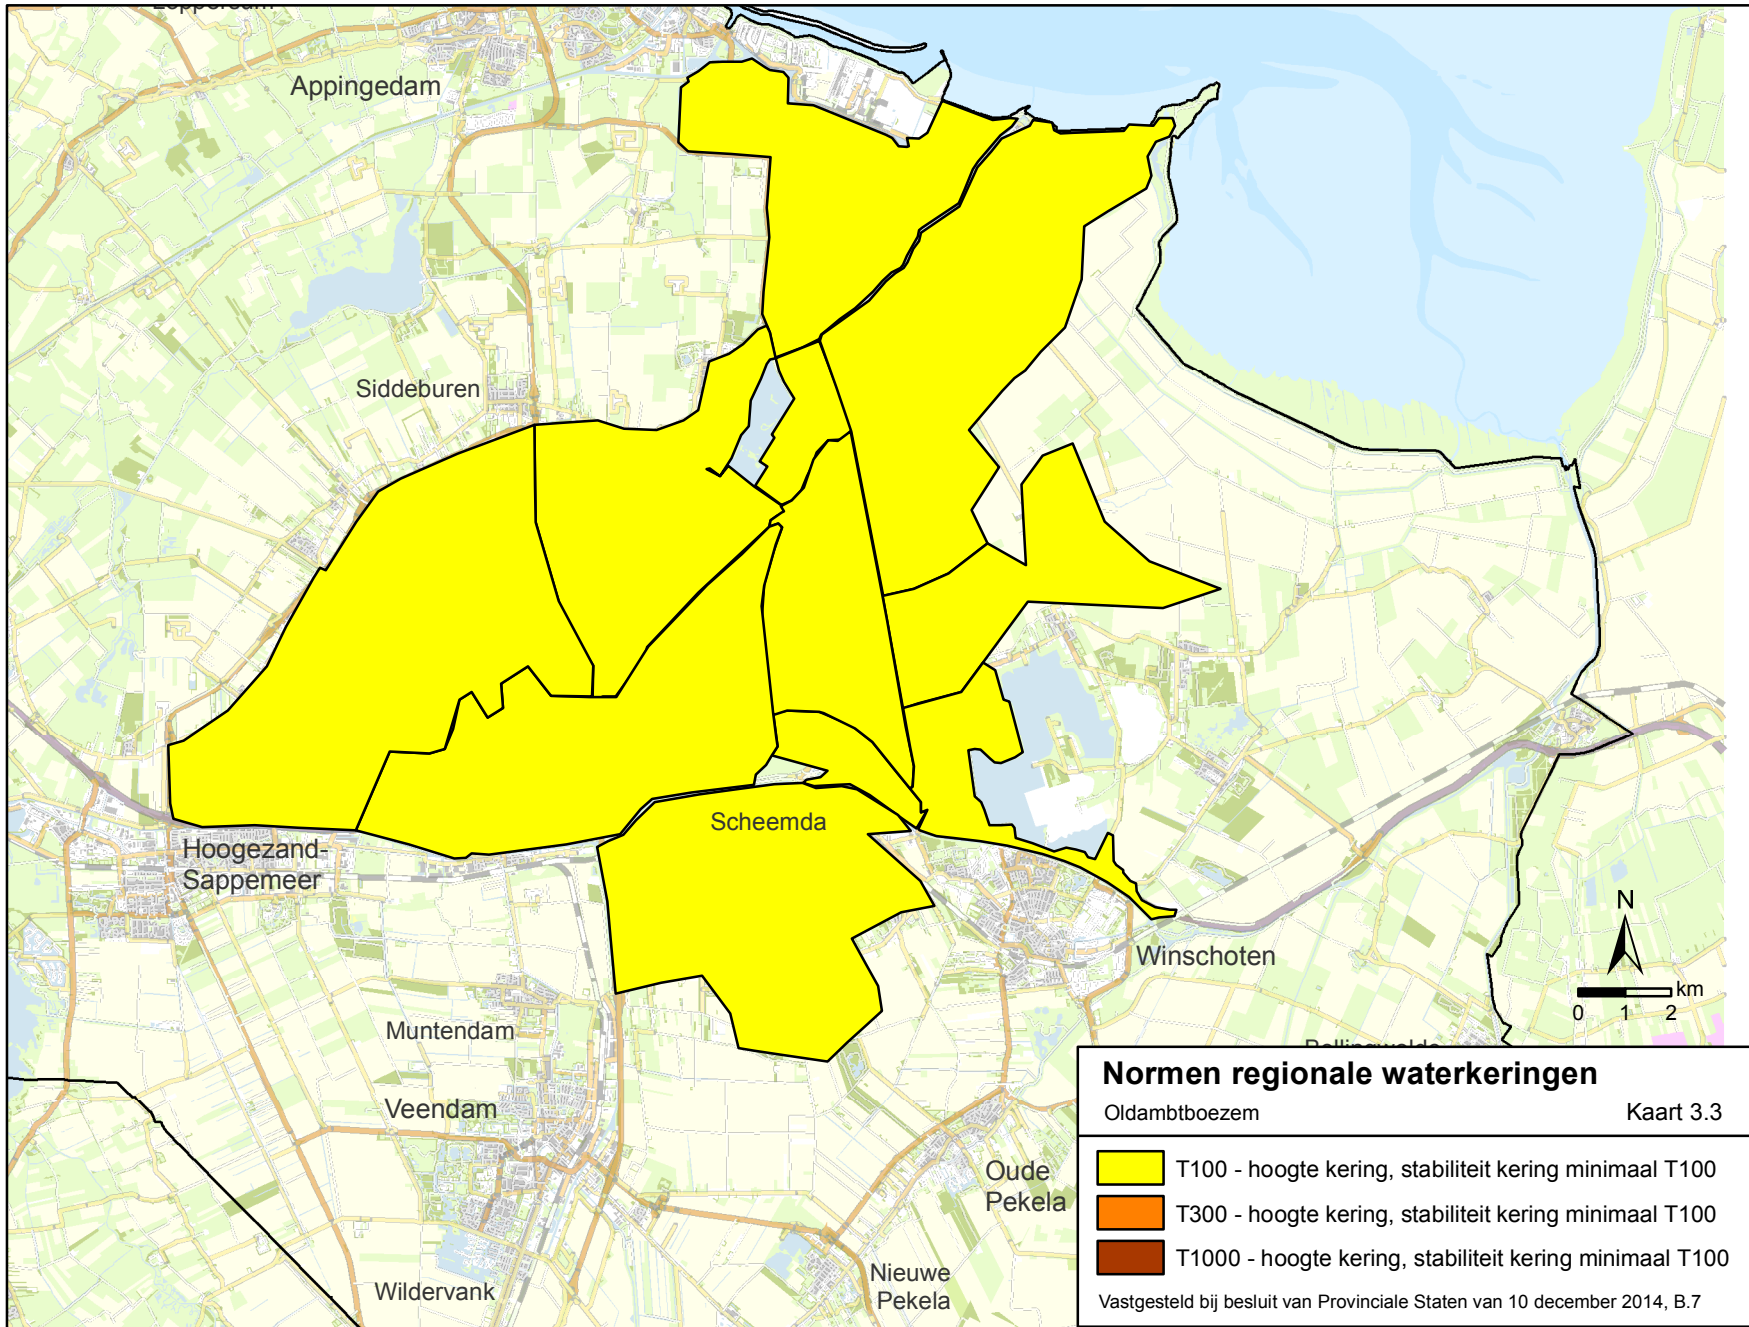 Appingedam
Siddeburen
Hoogezand-
Sappemeer
Scheemda
Winschoten
Muntendam
Veendam
Wildervank
Oude
Pekela
Nieuwe
Pekela
N
km
0 1 2
Normen regionale waterkeringen
Oldambtboezem Kaart 3.3
T100 - hoogte kering, stabiliteit kering minimaal T100
T300 - hoogte kering, stabiliteit kering minimaal T100
T1000 - hoogte kering, stabiliteit kering minimaal T100
Vastgesteld bij besluit van Provinciale Staten van 10 december 2014, B.7